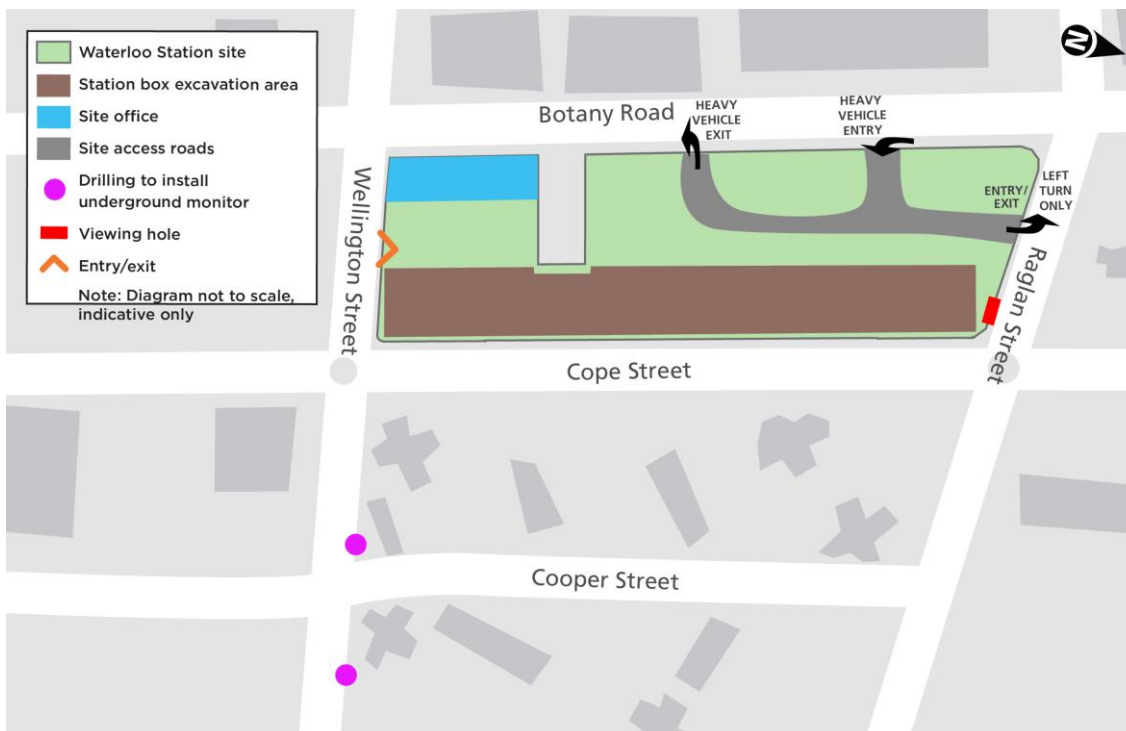 Waterloo Station site
Station box excavation area
Site office
Site access roads
Drilling to install
underground monitor
Viewing hole
Entry/exit
Note: Diagram not to scale,
indicative only
N
Botany Road
HEAVY
VEHICLE
EXIT
HEAVY
VEHICLE
ENTRY
ENTRY/
EXIT
LEFT
TURN
ONLY
Wellington Street
Raglan Street
Cope Street
Cooper Street